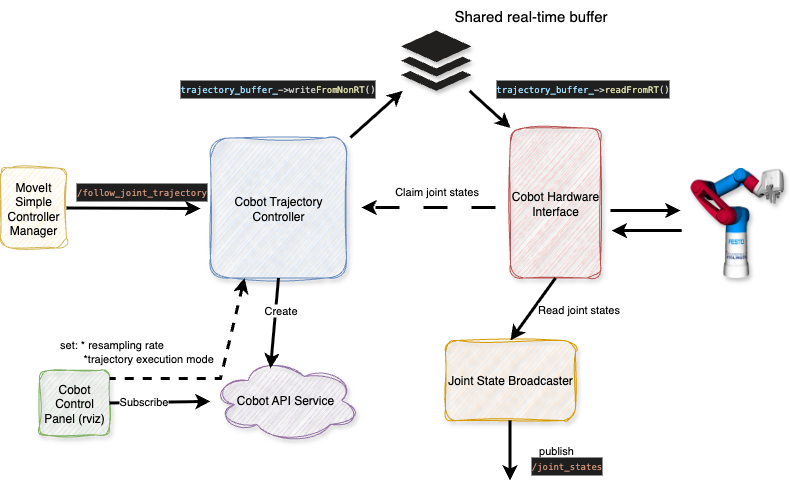 Shared real-time buffer
trajectory_buffer_->writeFromNonRT()
trajectory_buffer_->readFromRT()
MoveIt
Simple
Controller
Manager
/follow_joint_trajectory
Cobot Trajectory
Controller
Claim joint states
Cobot Hardware
Interface
FESTO
Create
Read joint states
set: * resampling rate
*trajectory execution mode
Cobot
Control
Panel (rviz)
Subscribe
Cobot API Service
Joint State Broadcaster
publish
/joint_states